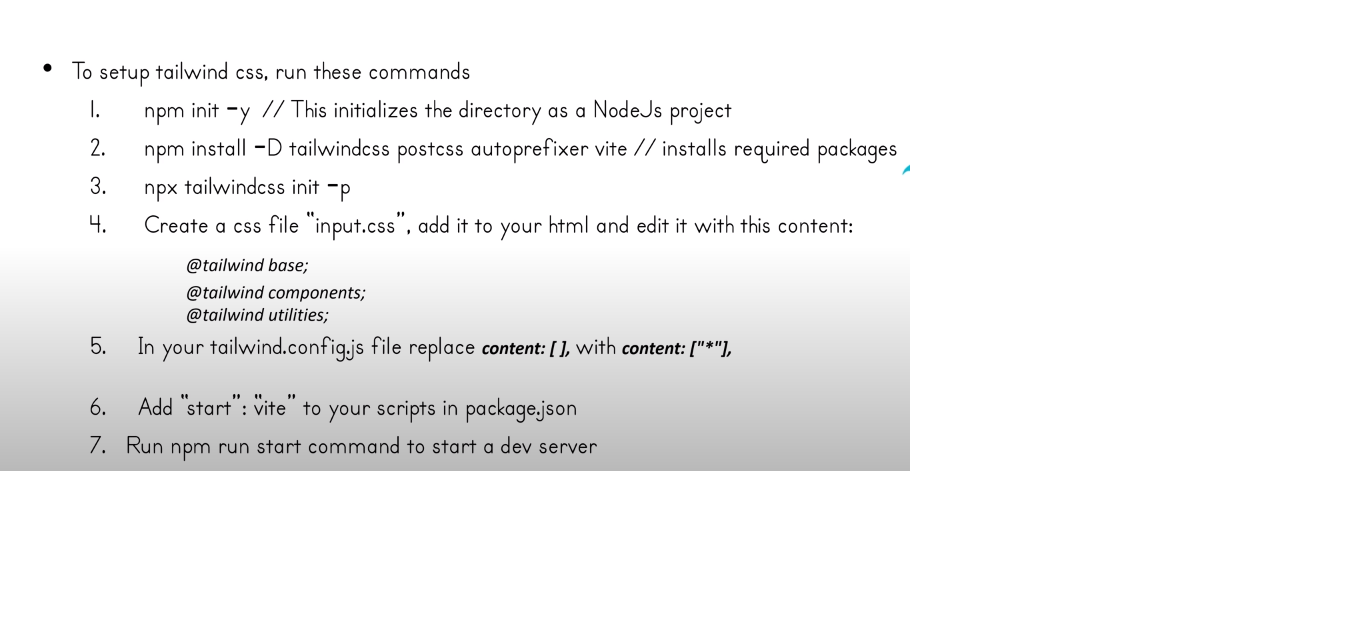 • To setup tailwind css, run these commands
1. npm init -y // This initializes the directory as a NodeJs project
2. npm install -D tailwindcss postcss autoprefixer vite // installs required packages
3. npx tailwindcss init -p
4. Create a css file "input.css", add it to your html and edit it with this content:
@tailwind base;
@tailwind components;
@tailwind utilities;
5. In your tailwind.config.js file replace content: [ ], with content: ["*"],
6. Add "start": "vite" to your scripts in package.json
7. Run npm run start command to start a dev server